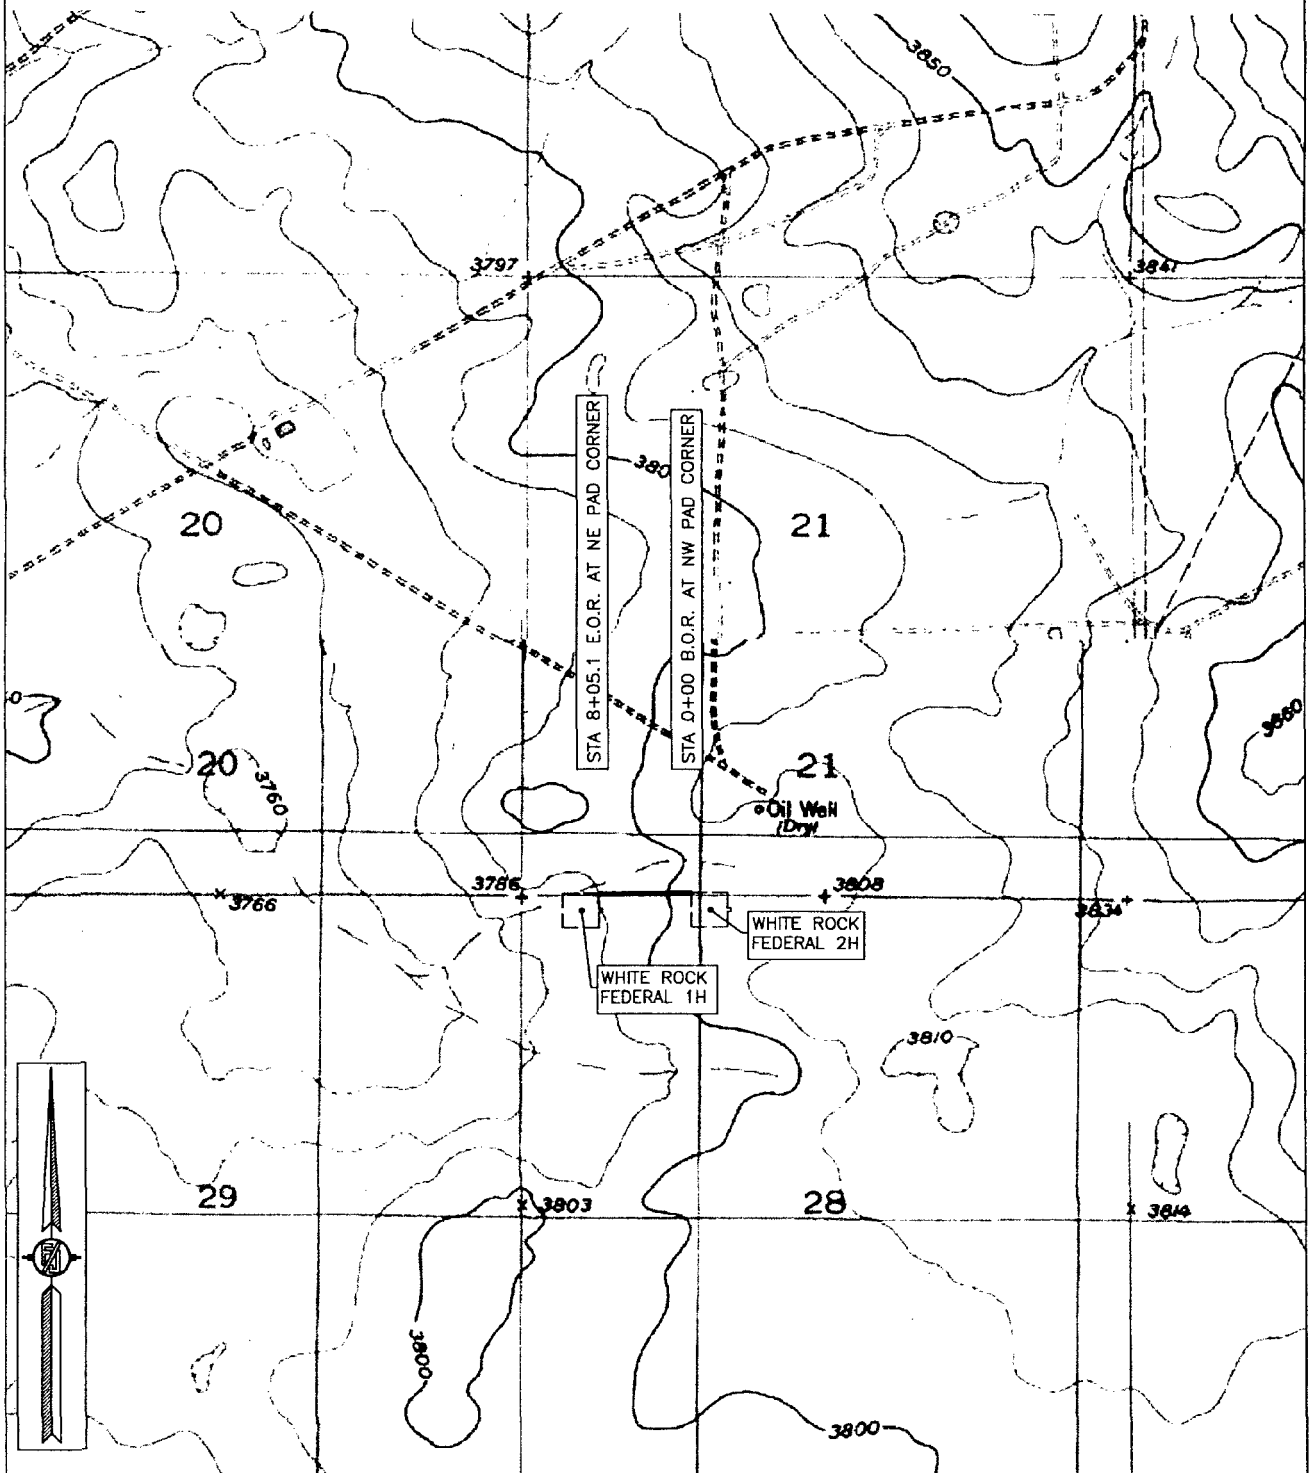 3850
3797
3841
380
20
21
STA 8+05.1 E.O.R. AT NE PAD CORNER
STA 0+00 B.O.R. AT NW PAD CORNER
0
3860
20
21
3760
Oil Well
(Dry)
3786
3808
3766
3834
WHITE ROCK
FEDERAL 2H
WHITE ROCK
FEDERAL 1H
3810
29
28
3803
3814
3800
3800